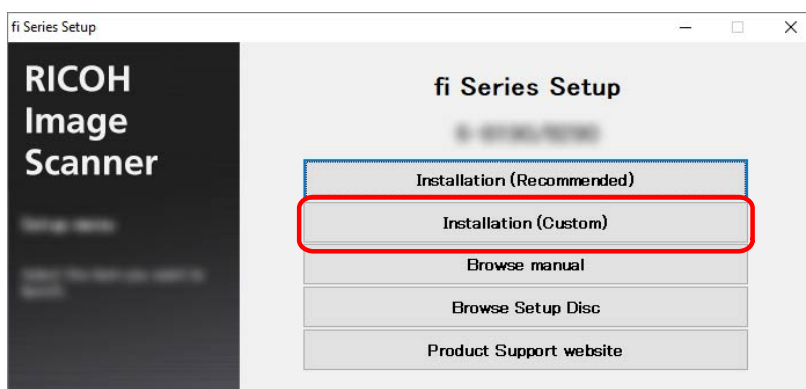 fi Series Setup
RICOH
Image
Scanner
fi Series Setup
Installation (Recommended)
Installation (Custom)
Browse manual
Browse Setup Disc
Product Support website